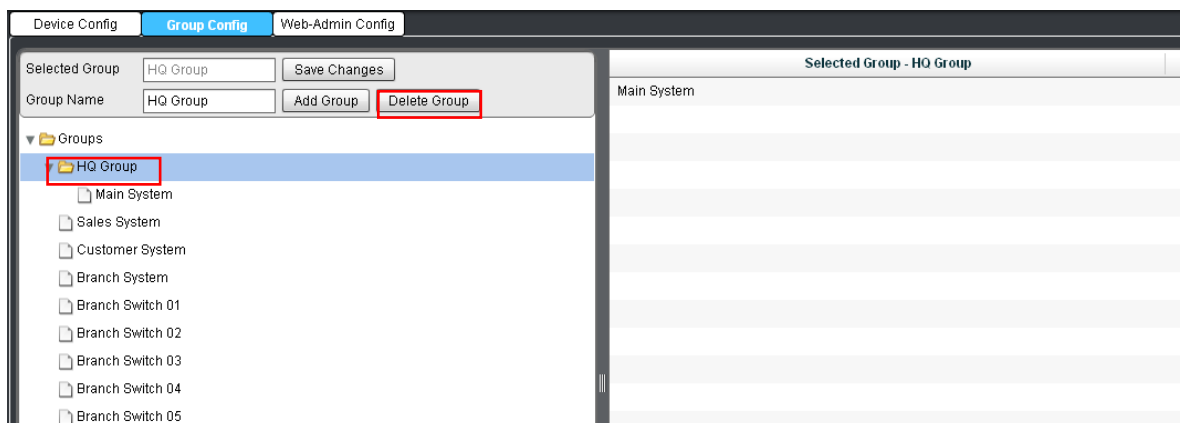 Device Config Group Config Web-Admin Config
Selected Group HQ Group Save Changes
Group Name HQ Group Add Group Delete Group
Groups
HQ Group
Main System
Sales System
Customer System
Branch System
Branch Switch 01
Branch Switch 02
Branch Switch 03
Branch Switch 04
Branch Switch 05
Selected Group - HQ Group
Main System